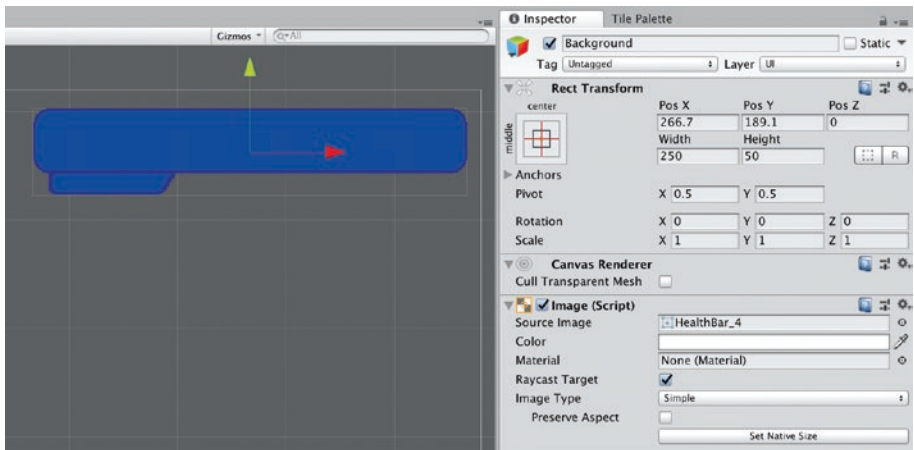 Gizmos All
Inspector Tile Palette
Background Static
Tag Untagged Layer UI
Rect Transform
center Pos X Pos Y Pos Z
266.7 189.1 0
middle Width Height
250 50 R
Anchors
Pivot X 0.5 Y 0.5
Rotation X 0 Y 0 Z 0
Scale X 1 Y 1 Z 1
Canvas Renderer
Cull Transparent Mesh
Image (Script)
Source Image HealthBar_4
Color
Material None (Material)
Raycast Target
Image Type Simple
Preserve Aspect
Set Native Size